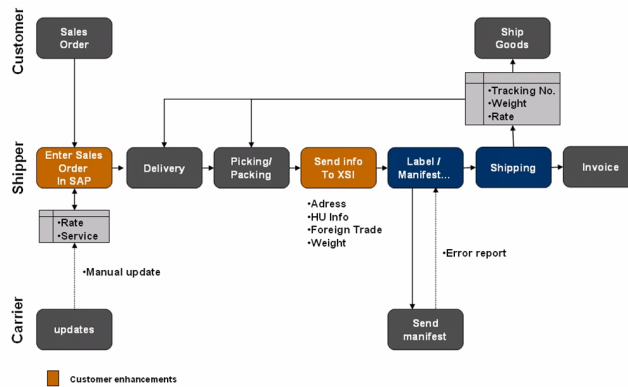 Customer
Sales
Order
Ship
Goods
•Tracking No.
•Weight
•Rate
Shipper
Enter Sales
Order
In SAP
Delivery
Picking/
Packing
Send info
To XSI
Label /
Manifest...
Shipping
Invoice
•Rate
•Service
•Adress
•HU Info
•Foreign Trade
•Weight
•Error report
•Manual update
Carrier
updates
Send
manifest
Customer enhancements